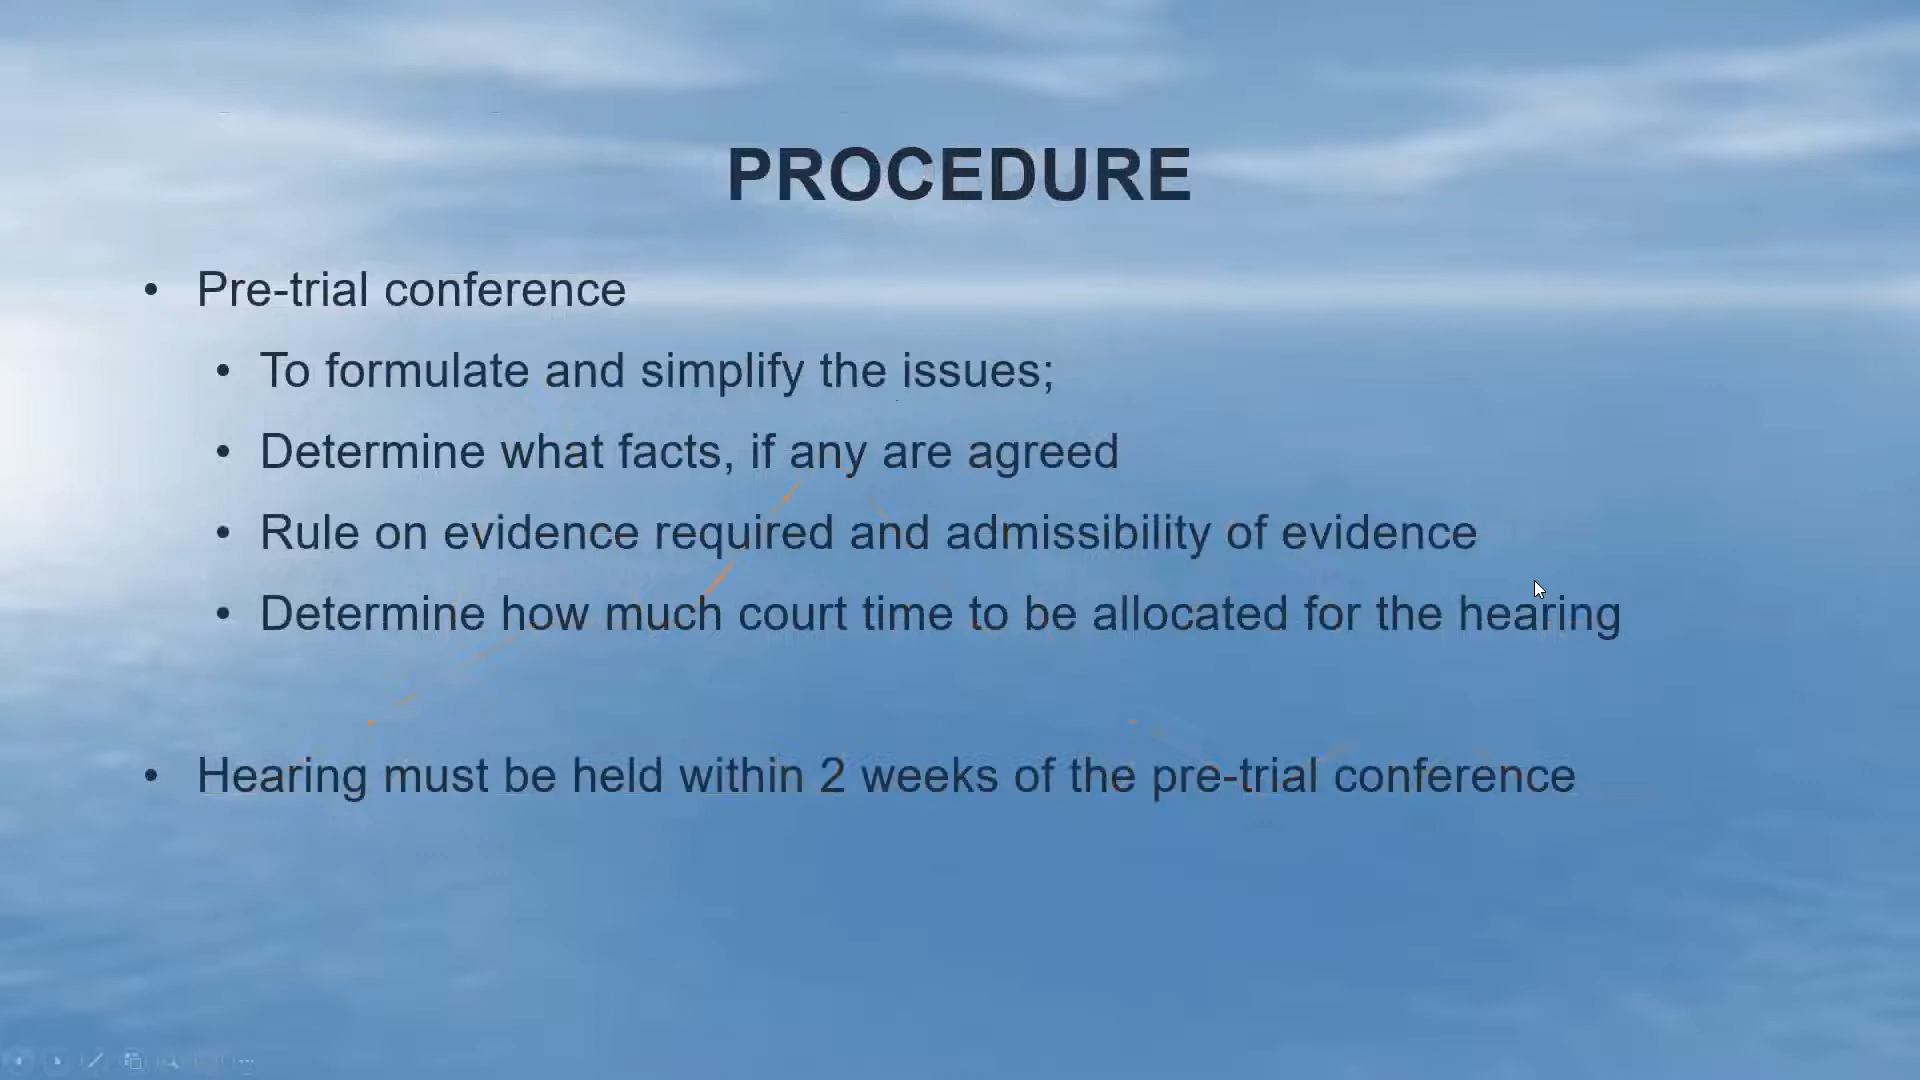 PROCEDURE
• Pre-trial conference
• To formulate and simplify the issues;
• Determine what facts, if any are agreed
• Rule on evidence required and admissibility of evidence
• Determine how much court time to be allocated for the hearing
• Hearing must be held within 2 weeks of the pre-trial conference